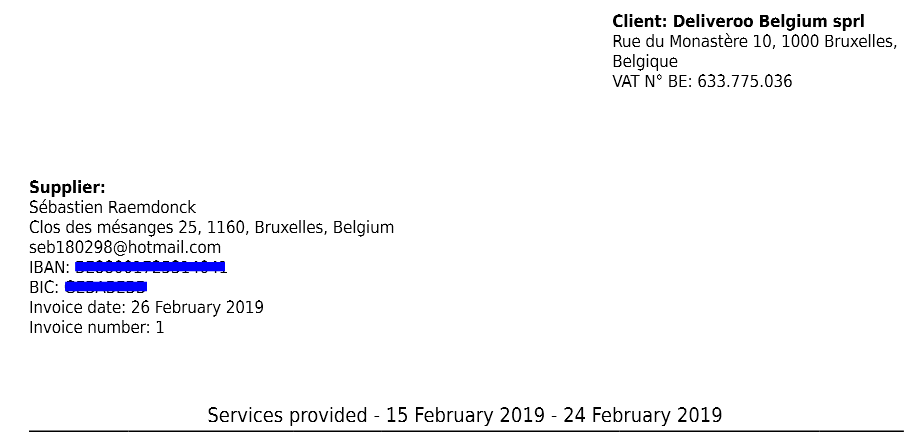 Client: Deliveroo Belgium sprl
Rue du Monastère 10, 1000 Bruxelles,
Belgique
VAT N° BE: 633.775.036
Supplier:
Sébastien Raemdonck
Clos des mésanges 25, 1160, Bruxelles, Belgium
seb180298@hotmail.com
IBAN:
BIC:
Invoice date: 26 February 2019
Invoice number: 1
Services provided - 15 February 2019 - 24 February 2019